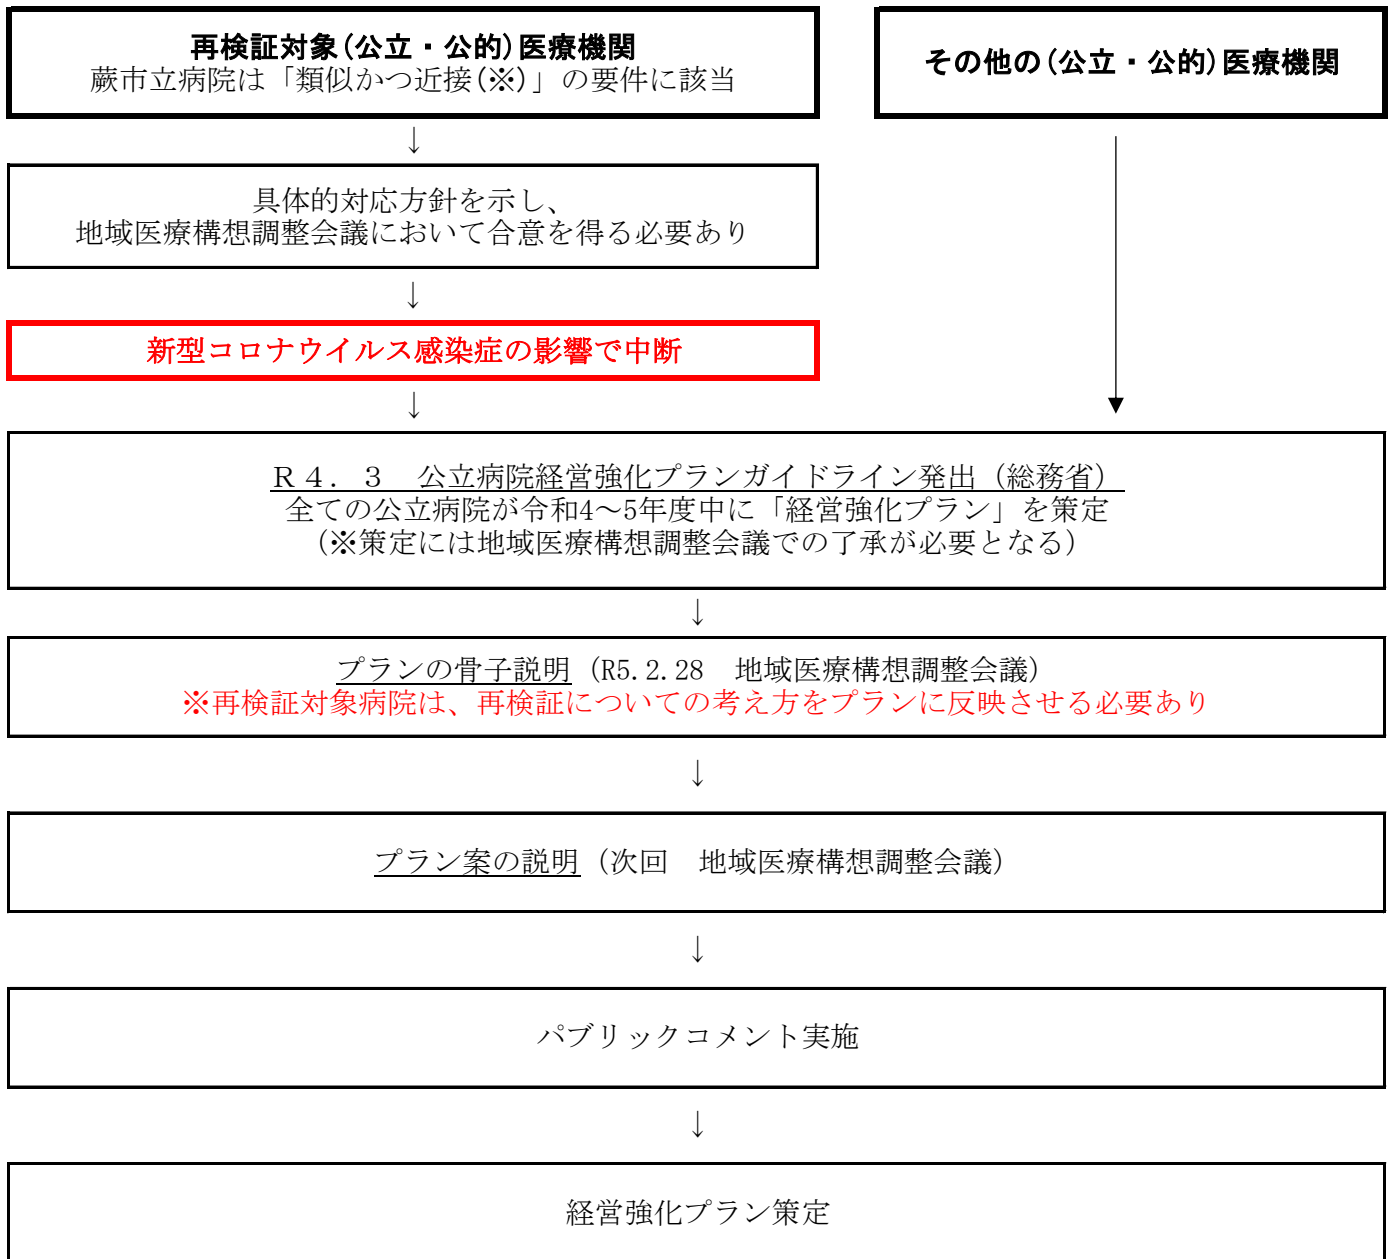 再検証対象(公立・公的)医療機関
蕨市立病院は「類似かつ近接(※)」の要件に該当
その他の(公立・公的)医療機関
↓
具体的対応方針を示し、
地域医療構想調整会議において合意を得る必要あり
↓
新型コロナウイルス感染症の影響で中断
↓
R4.3 公立病院経営強化プランガイドライン発出（総務省）
全ての公立病院が令和4～5年度中に「経営強化プラン」を策定
（※策定には地域医療構想調整会議での了承が必要となる）
↓
プランの骨子説明（R5.2.28 地域医療構想調整会議）
※再検証対象病院は、再検証についての考え方をプランに反映させる必要あり
↓
プラン案の説明（次回 地域医療構想調整会議）
↓
パブリックコメント実施
↓
経営強化プラン策定